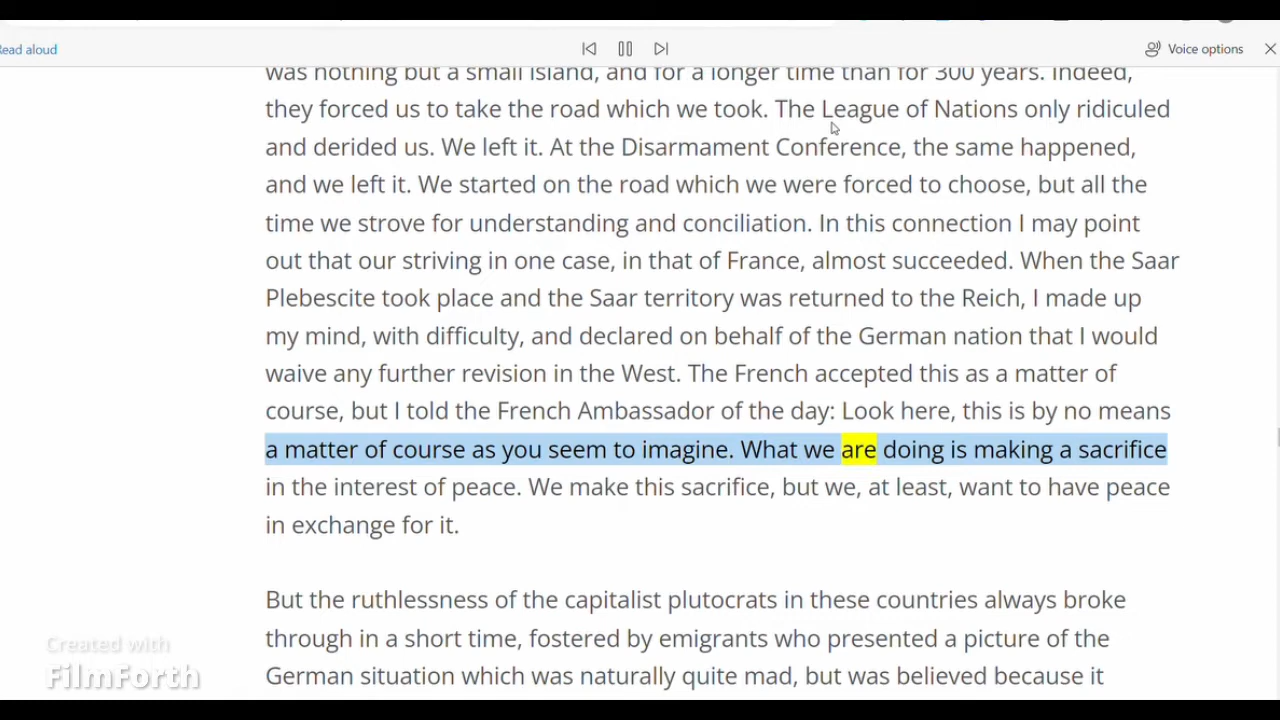 Read aloud
Voice options
was nothing but a small island, and for a longer time than for 300 years. Indeed,
they forced us to take the road which we took. The League of Nations only ridiculed
and derided us. We left it. At the Disarmament Conference, the same happened,
and we left it. We started on the road which we were forced to choose, but all the
time we strove for understanding and conciliation. In this connection I may point
out that our striving in one case, in that of France, almost succeeded. When the Saar
Plebescite took place and the Saar territory was returned to the Reich, I made up
my mind, with difficulty, and declared on behalf of the German nation that I would
waive any further revision in the West. The French accepted this as a matter of
course, but I told the French Ambassador of the day: Look here, this is by no means
a matter of course as you seem to imagine. What we are doing is making a sacrifice
in the interest of peace. We make this sacrifice, but we, at least, want to have peace
in exchange for it.
But the ruthlessness of the capitalist plutocrats in these countries always broke
through in a short time, fostered by emigrants who presented a picture of the
German situation which was naturally quite mad, but was believed because it
Created with
FilmForth